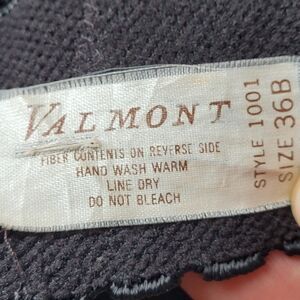 VALMONT
FIBER CONTENTS ON REVERSE SIDE
HAND WASH WARM
LINE DRY
DO NOT BLEACH
STYLE 1001
SIZE 36B